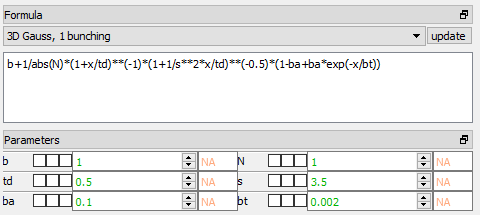 Formula
3D Gauss, 1 bunching update
b+1/abs(N)*(1+x/td)**(-1)*(1+1/s**2*x/td)**(-0.5)*(1-ba+ba*exp(-x/bt))
Parameters
b 1 NA N 1 NA
td 0.5 NA s 3.5 NA
ba 0.1 NA bt 0.002 NA